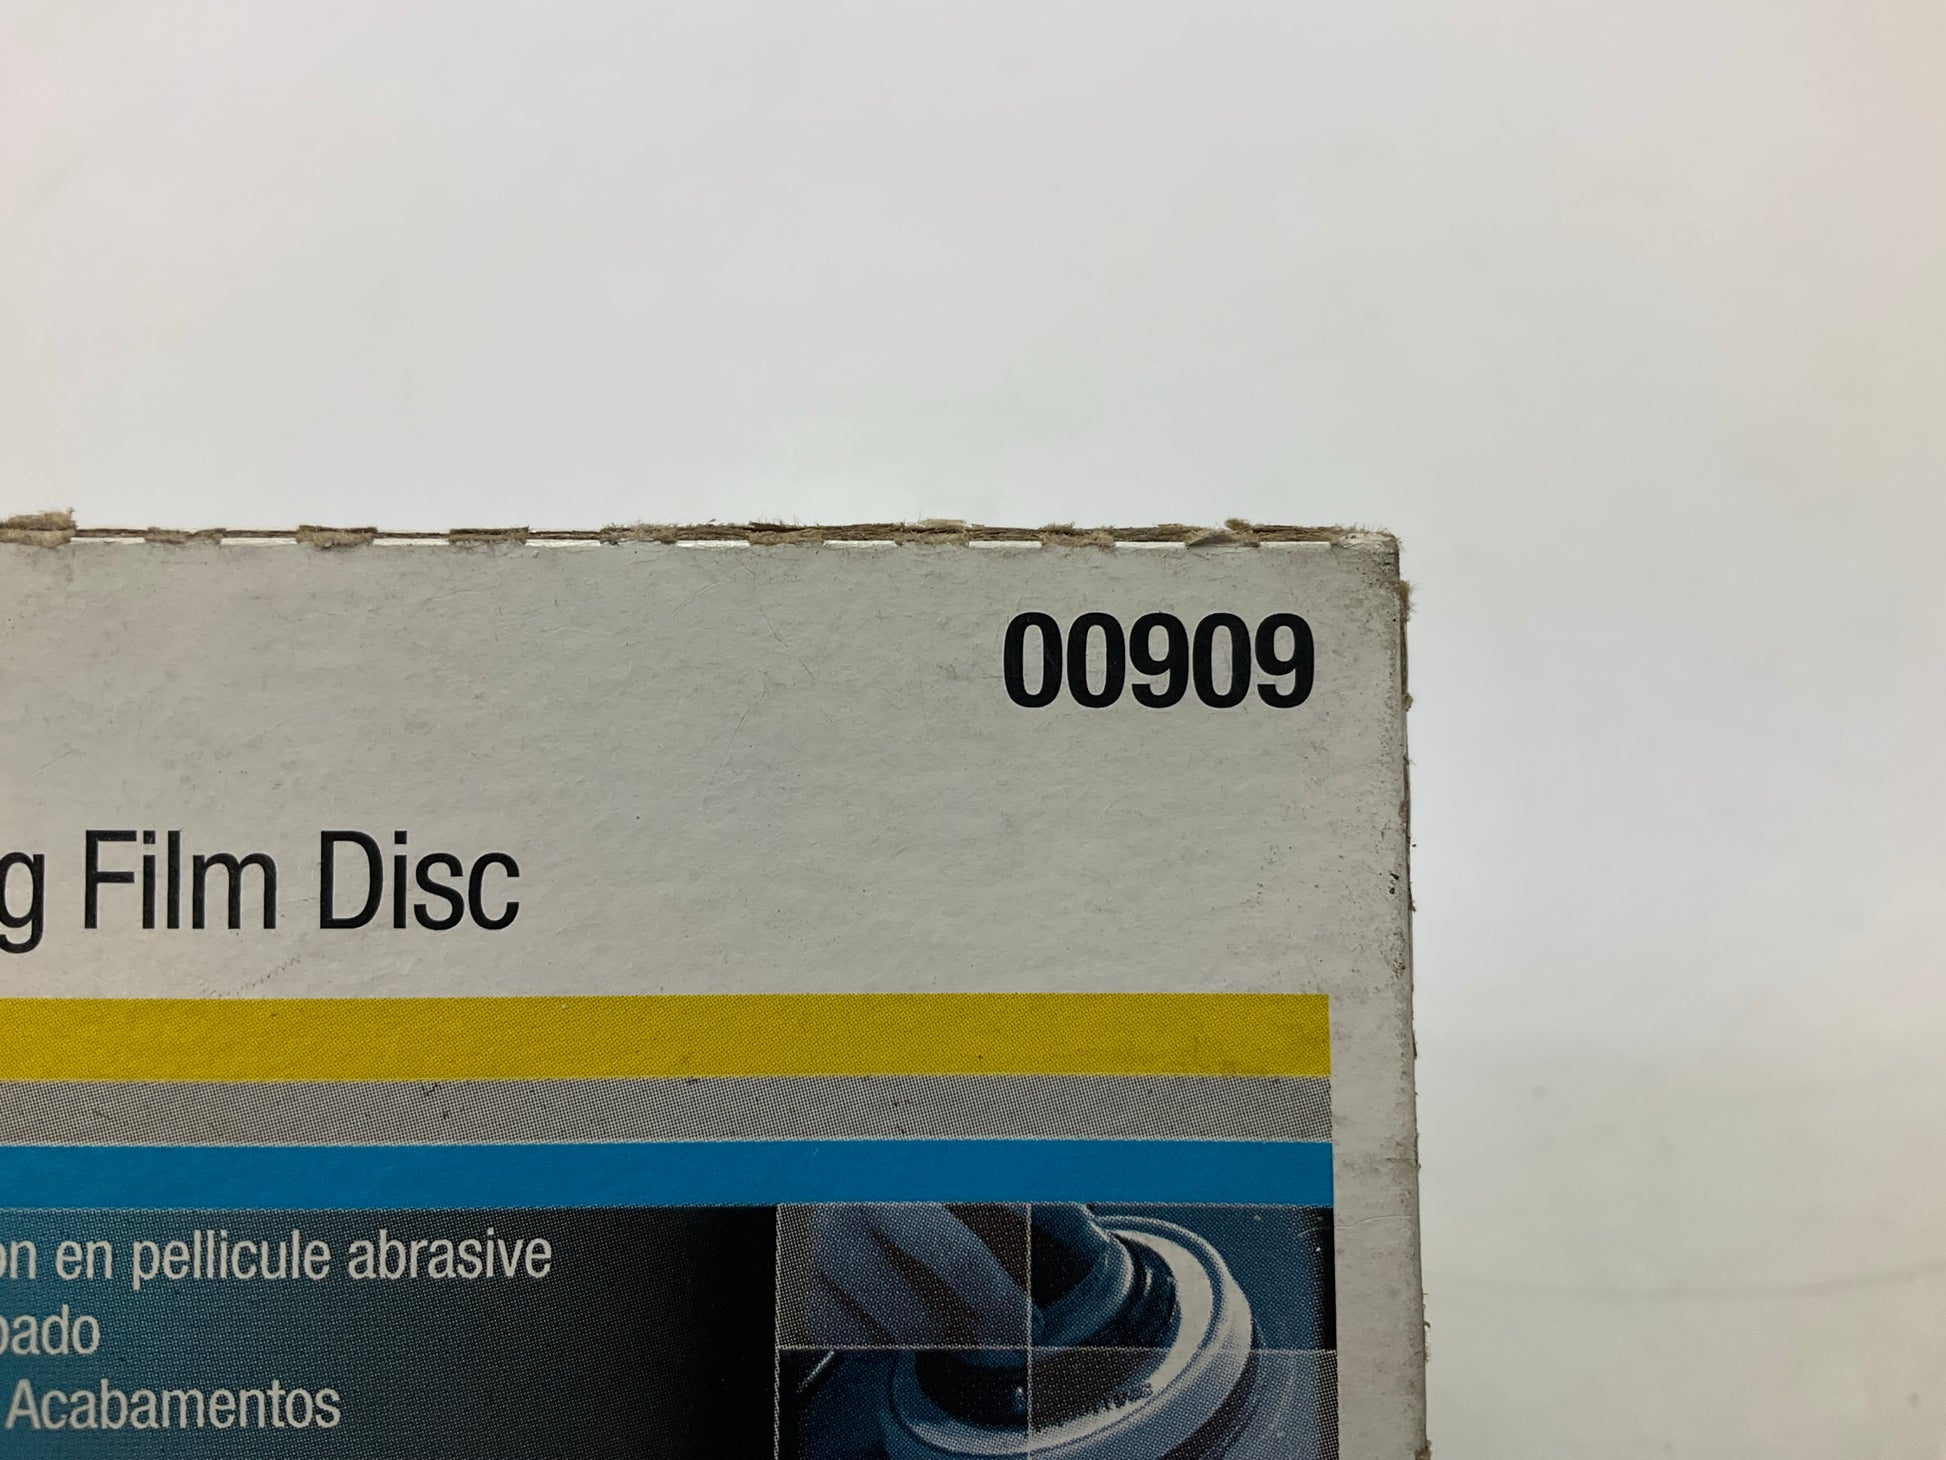 00909
g Film Disc
on en pellicule abrasive
bado
Acabamentos